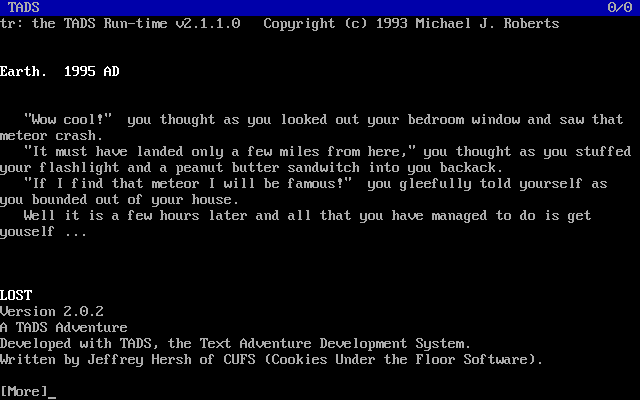 TADS 0/0
tr: the TADS Run-time v2.1.1.0   Copyright (c) 1993 Michael J. Roberts
Earth.  1995 AD
"Wow cool!"  you thought as you looked out your bedroom window and saw that
meteor crash.
"It must have landed only a few miles from here," you thought as you stuffed
your flashlight and a peanut butter sandwitch into you backack.
"If I find that meteor I will be famous!"  you gleefully told yourself as
you bounded out of your house.
Well it is a few hours later and all that you have managed to do is get
youself ...
LOST
Version 2.0.2
A TADS Adventure
Developed with TADS, the Text Adventure Development System.
Written by Jeffrey Hersh of CUFS (Cookies Under the Floor Software).
[More]_